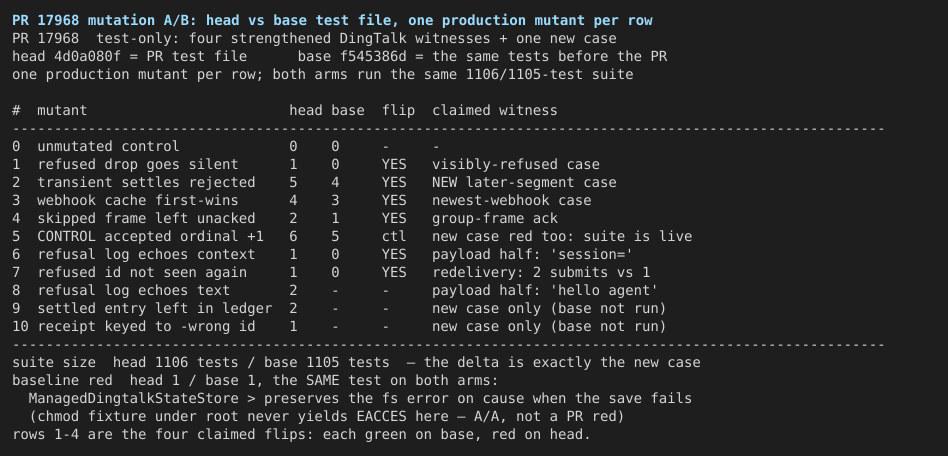 PR 17968 mutation A/B: head vs base test file, one production mutant per row
PR 17968  test-only: four strengthened DingTalk witnesses + one new case
head 4d0a080f = PR test file      base f545386d = the same tests before the PR
one production mutant per row; both arms run the same 1106/1105-test suite

#  mutant                      head base  flip  claimed witness
----------------------------------------------------------------------------------------------------------
0  unmutated control           0    0     -     -
1  refused drop goes silent    1    0     YES   visibly-refused case
2  transient settles rejected  5    4     YES   NEW later-segment case
3  webhook cache first-wins    4    3     YES   newest-webhook case
4  skipped frame left unacked  2    1     YES   group-frame ack
5  CONTROL accepted ordinal +1 6    5     ctl   new case red too: suite is live
6  refusal log echoes context  1    0     YES   payload half: 'session='
7  refused id not seen again   1    0     YES   redelivery: 2 submits vs 1
8  refusal log echoes text     2    -     -     payload half: 'hello agent'
9  settled entry left in ledger 2   -     -     new case only (base not run)
10 receipt keyed to -wrong id  1    -     -     new case only (base not run)
----------------------------------------------------------------------------------------------------------
suite size  head 1106 tests / base 1105 tests  — the delta is exactly the new case
baseline red  head 1 / base 1, the SAME test on both arms:
  ManagedDingtalkStateStore > preserves the fs error on cause when the save fails
  (chmod fixture under root never yields EACCES here — A/A, not a PR red)
rows 1-4 are the four claimed flips: each green on base, red on head.